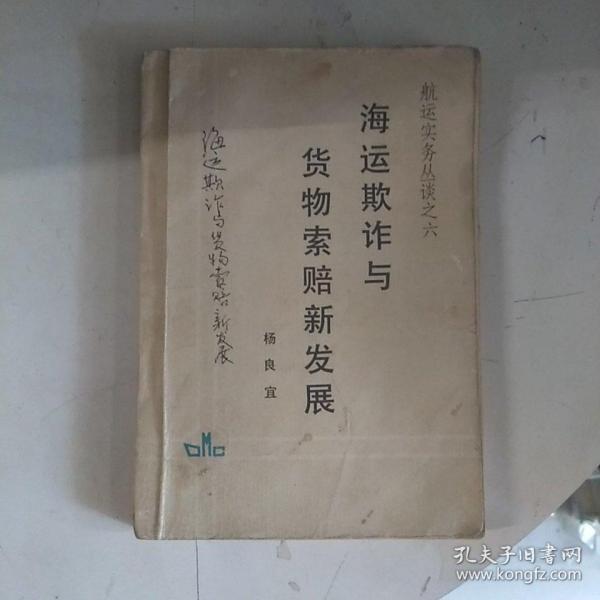 航运实务丛谈之六
海运欺诈与
货物索赔新发展
杨良宜
海运欺诈与货物索赔新发展
DMC
孔夫子旧书网
www.kongfz.com